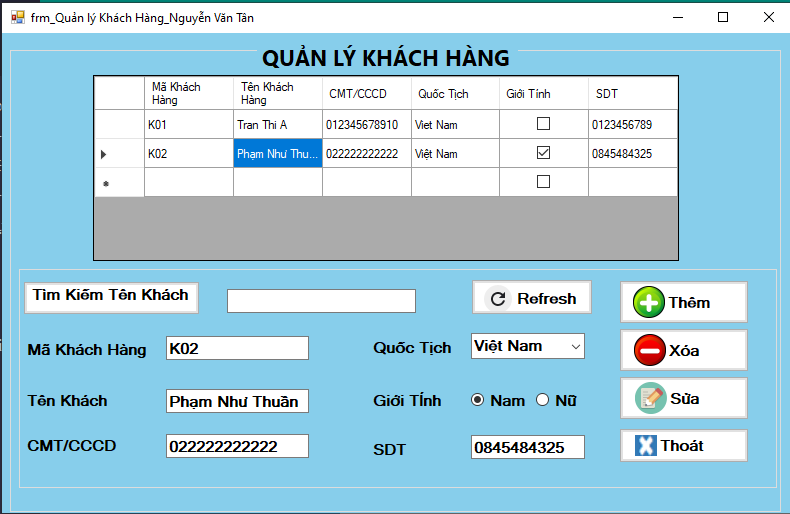 frm_Quản lý Khách Hàng_Nguyễn Văn Tân
QUẢN LÝ KHÁCH HÀNG
Mã Khách Hàng Tên Khách Hàng CMT/CCCD Quốc Tịch Giới Tính SDT
K01 Tran Thi A 012345678910 Viet Nam 0123456789
K02 Phạm Như Thu... 022222222222 Việt Nam 0845484325
Tìm Kiếm Tên Khách Refresh Thêm
Mã Khách Hàng K02 Quốc Tịch Việt Nam Xóa
Tên Khách Phạm Như Thuần Giới TÍnh Nam Nữ Sửa
CMT/CCCD 022222222222 SDT 0845484325 Thoát